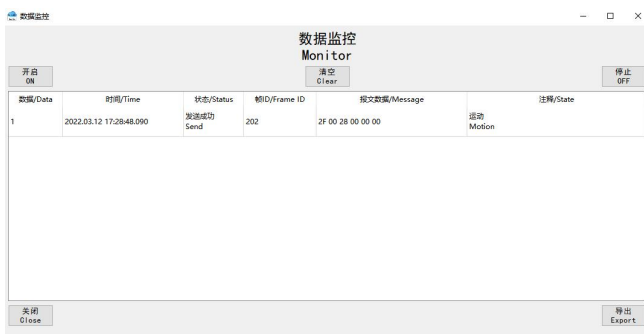 数据监控
数据监控
Monitor
开启
ON
清空
Clear
停止
OFF
数据/Data 时间/Time 状态/Status 帧ID/Frame ID 报文数据/Message 注释/State
1 2022.03.12 17:28:48.090 发送成功 Send 202 2F 00 28 00 00 00 运动 Motion
关闭
Close
导出
Export